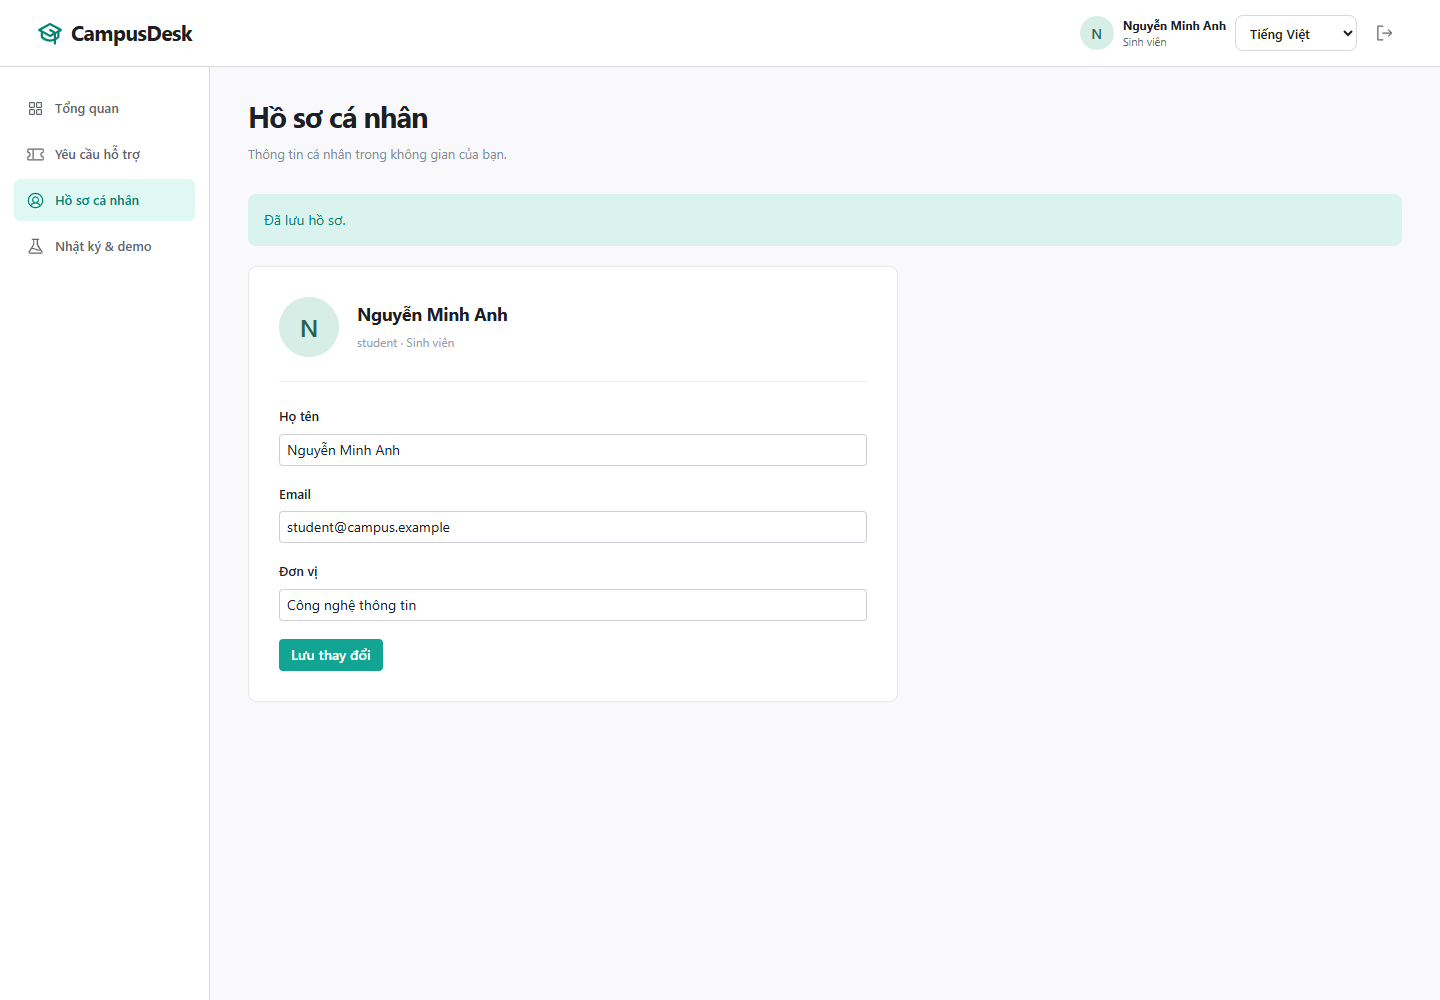 CampusDesk
N
Nguyễn Minh Anh
Sinh viên
Tiếng Việt
Tổng quan
Yêu cầu hỗ trợ
Hồ sơ cá nhân
Nhật ký & demo
Hồ sơ cá nhân
Thông tin cá nhân trong không gian của bạn.
Đã lưu hồ sơ.
N
Nguyễn Minh Anh
student · Sinh viên
Họ tên
Nguyễn Minh Anh
Email
student@campus.example
Đơn vị
Công nghệ thông tin
Lưu thay đổi